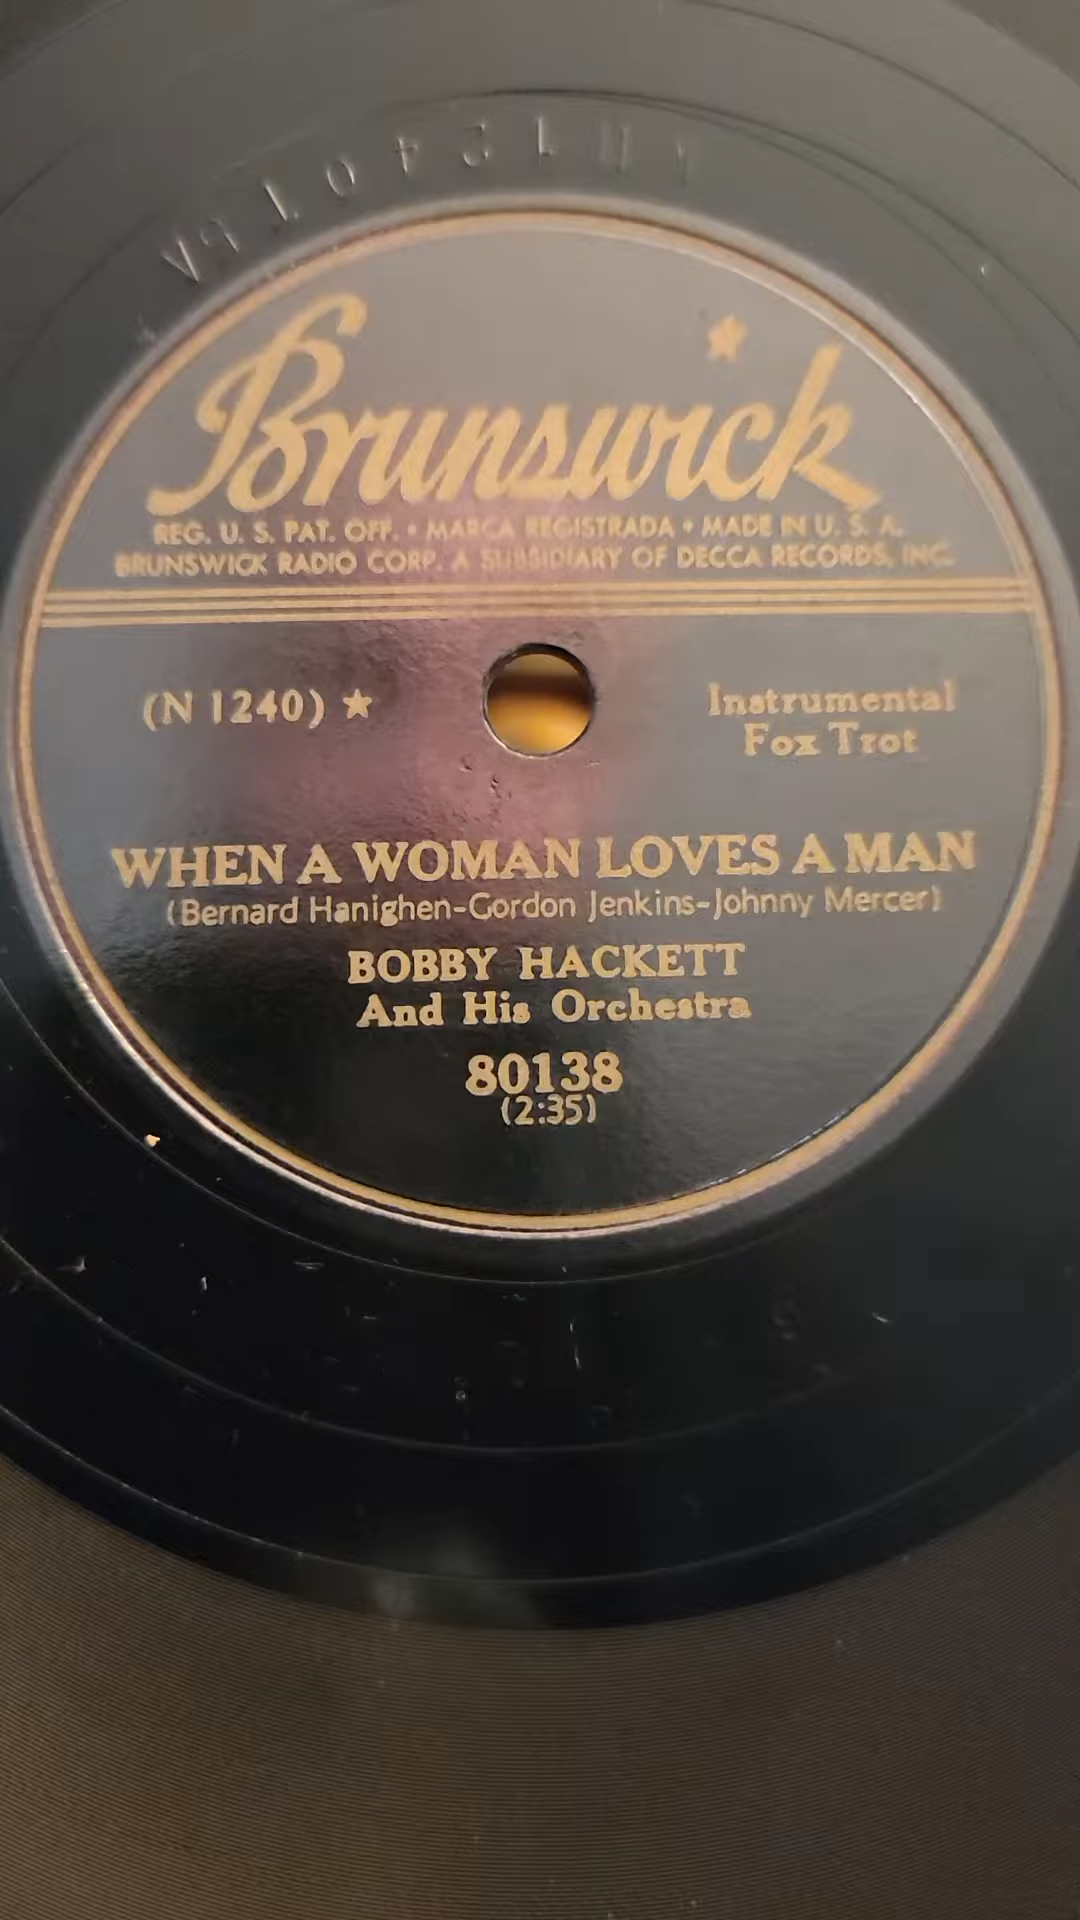 Brunswick
REG. U. S. PAT. OFF. • MARCA REGISTRADA • MADE IN U. S. A.
BRUNSWICK RADIO CORP. A SUBSIDIARY OF DECCA RECORDS, INC.
(N 1240) ★
Instrumental
Fox Trot
WHEN A WOMAN LOVES A MAN
(Bernard Hanighen-Gordon Jenkins-Johnny Mercer)
BOBBY HACKETT
And His Orchestra
80138
(2:35)